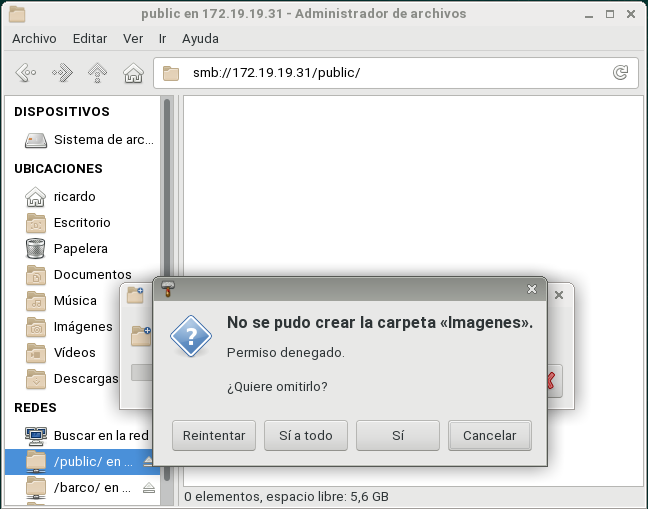 public en 172.19.19.31 - Administrador de archivos
Archivo Editar Ver Ir Ayuda
smb://172.19.19.31/public/
DISPOSITIVOS
Sistema de arc...
UBICACIONES
ricardo
Escritorio
Papelera
Documentos
Música
Imágenes
Vídeos
Descargas
REDES
Buscar en la red
/public/ en ...
/barco/ en ...
No se pudo crear la carpeta «Imagenes».
Permiso denegado.
¿Quiere omitirlo?
Reintentar Sí a todo Sí Cancelar
0 elementos, espacio libre: 5,6 GB